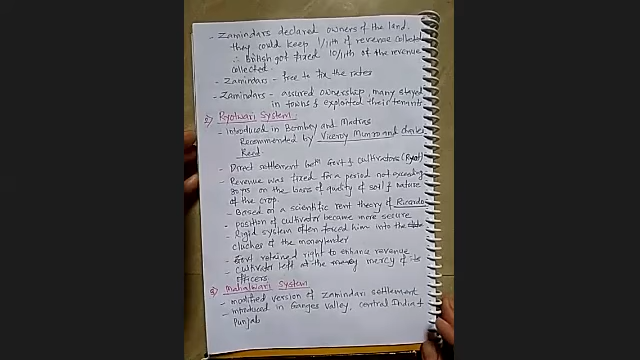 - Zamindars declared owners of the land.
They could keep 1/11th if revenue collected
∴ British got fixed 10/11th of the revenue
collected.
- Zamindars - free to fix the rates
- Zamindars - assured ownership, many stayed
in towns & exploited their tenants
2) Ryotwari System
- introduced in Bombay and Madras
Recommended by Viceroy Munro and Charles
Reed.
- Direct settlement betn Govt & cultivators (Ryot)
- Revenue was fixed for a period not exceeding
30 yrs on the basis of quality of soil & nature
of the crop.
- Based on a scientific rent theory of Ricardo
- position of cultivator became more secure
- Rigid system often forced him into the
cluches of the moneylender
- Govt retained right to enhance revenue
- cultivator left at the mercy of its
officers
3) Mahalwari System
- modified version of Zamindari settlement
- introduced in Ganges Valley, central India &
Punjab